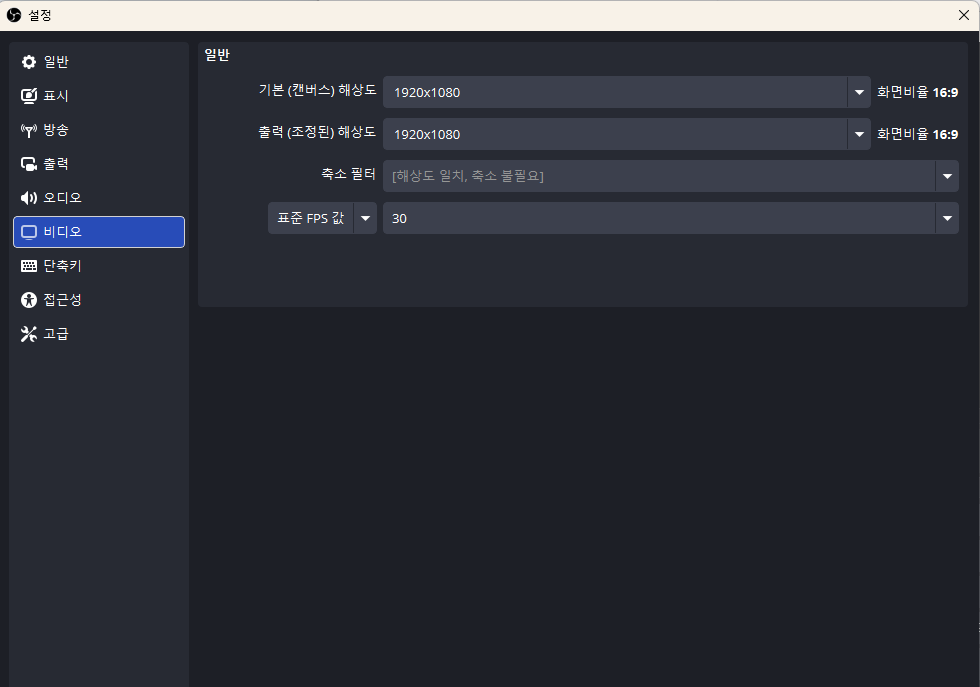 설정
일반
표시
방송
출력
오디오
비디오
단축키
접근성
고급
일반
기본 (캔버스) 해상도 1920x1080 화면비율 16:9
출력 (조정된) 해상도 1920x1080 화면비율 16:9
축소 필터 [해상도 일치, 축소 불필요]
표준 FPS 값 30